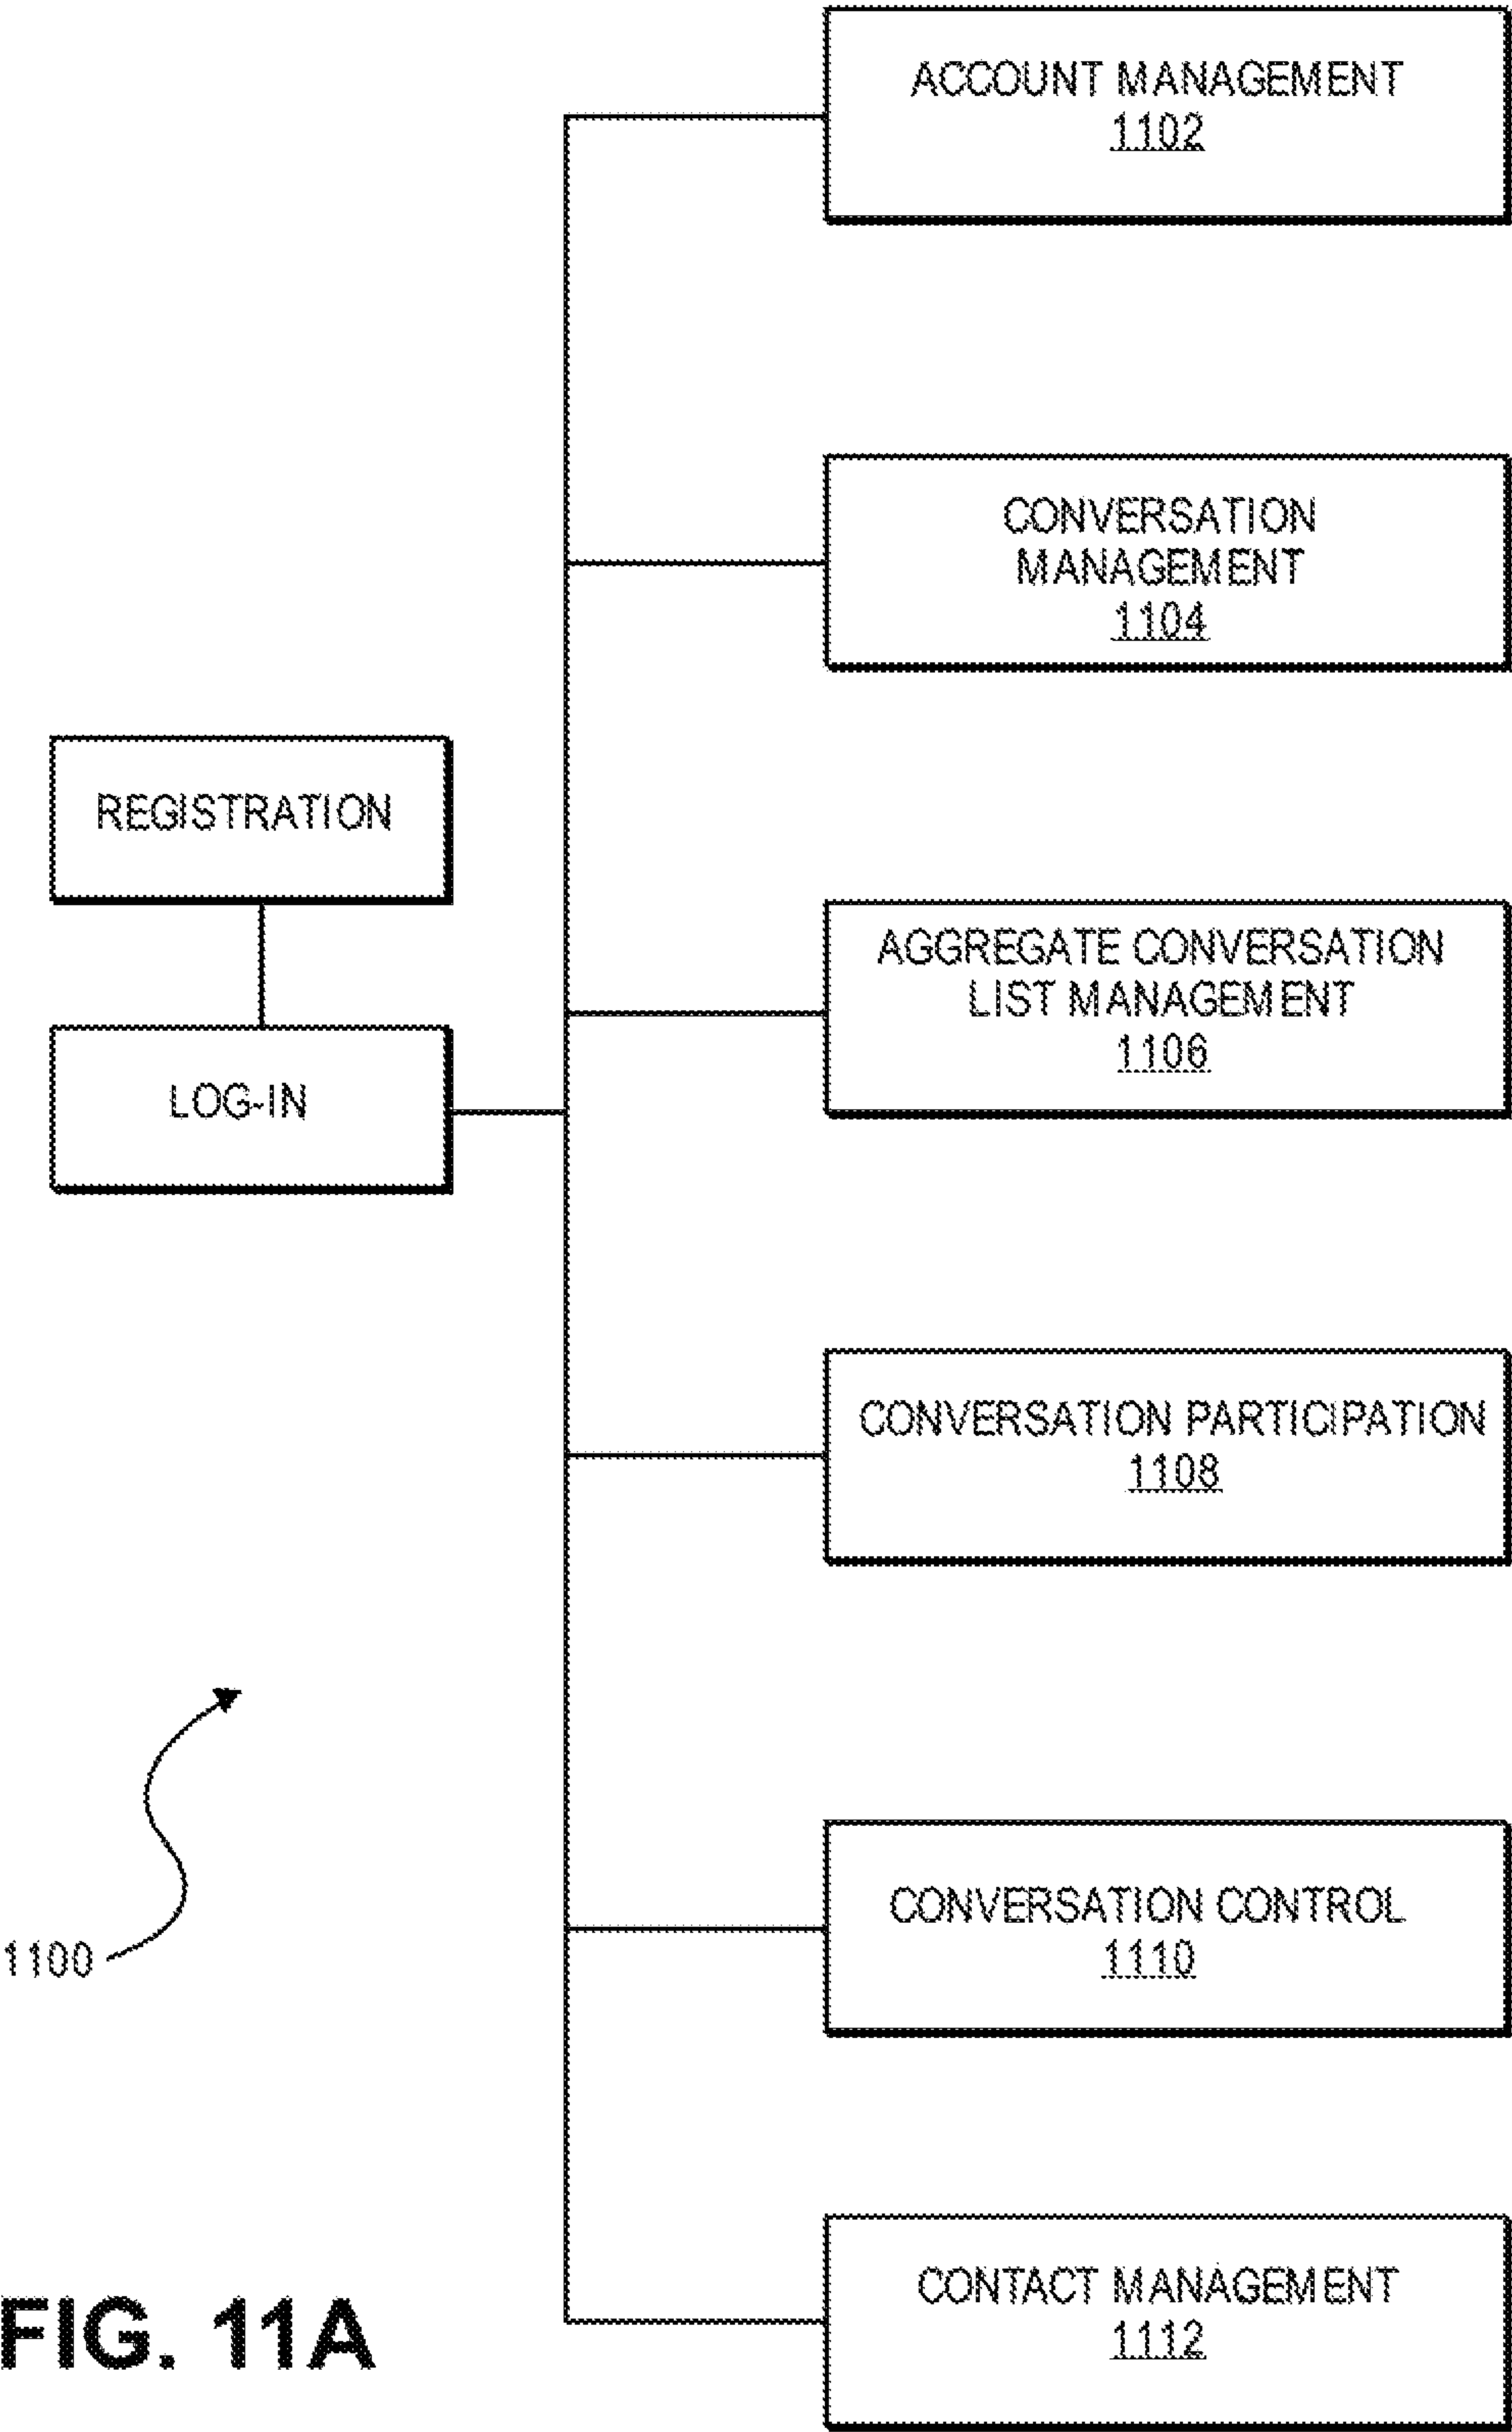 ACCOUNT MANAGEMENT
1102
CONVERSATION
MANAGEMENT
1104
REGISTRATION
AGGREGATE CONVERSATION
LIST MANAGEMENT
1106
LOG-IN
CONVERSATION PARTICIPATION
1108
CONVERSATION CONTROL
1110
1100
CONTACT MANAGEMENT
1112
FIG. 11A